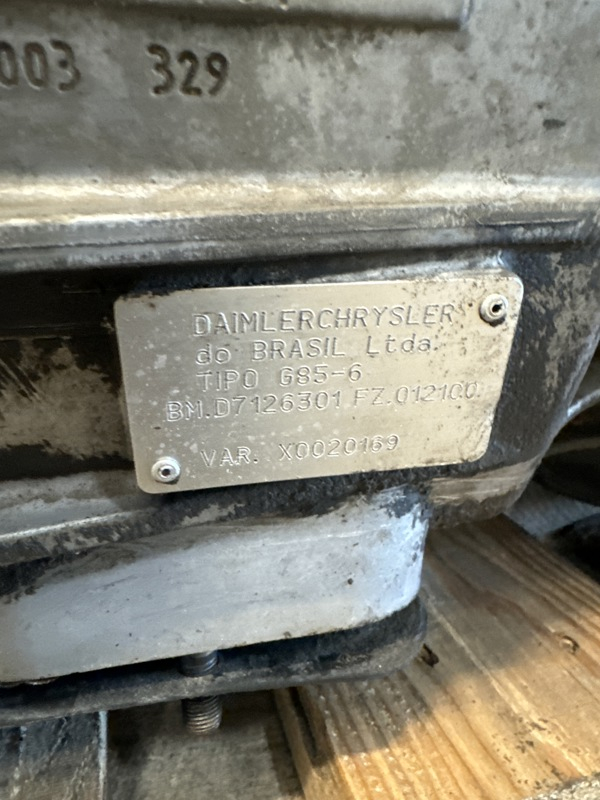 003 329
DAIMLERCHRYSLER
do BRASIL Ltda.
TIPO G85-6
BM.D7126301 FZ.012100
VAR. X0020169